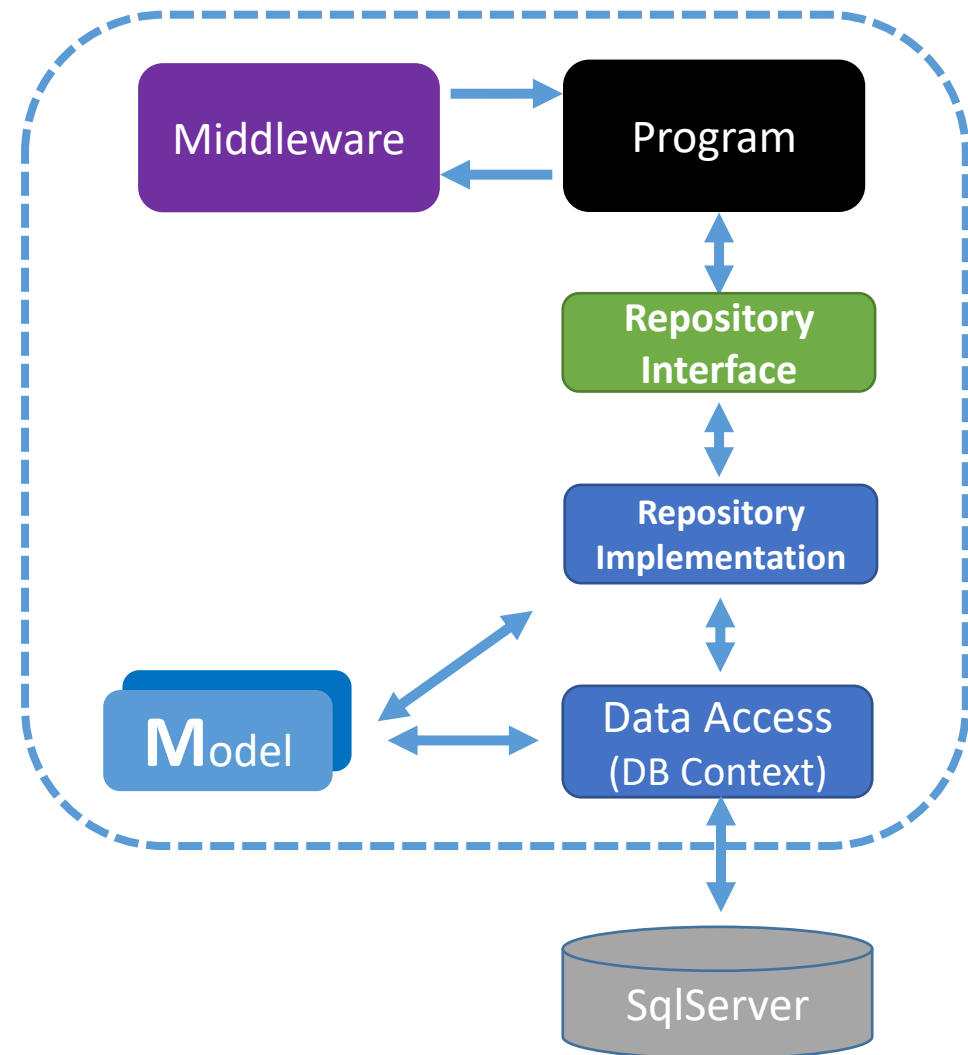 Middleware
Program
Repository
Interface
Repository
Implementation
Model
Data Access
(DB Context)
SqlServer